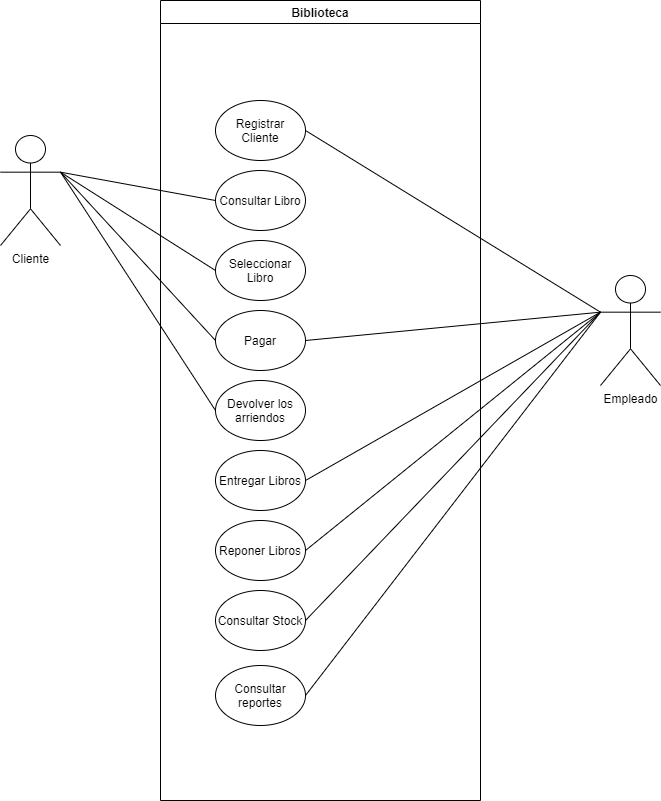 Biblioteca
Registrar
Cliente
Consultar Libro
Cliente
Seleccionar
Libro
Pagar
Empleado
Devolver los
arriendos
Entregar Libros
Reponer Libros
Consultar Stock
Consultar
reportes